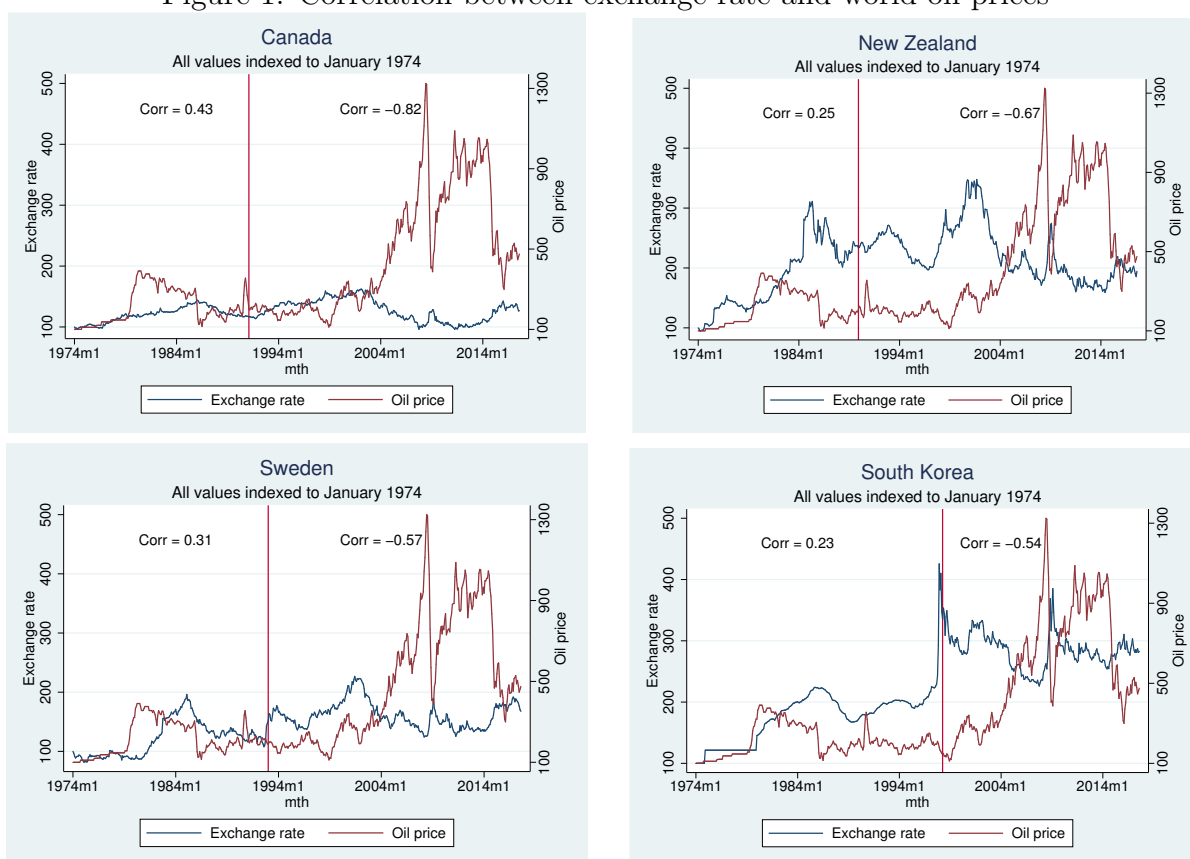 Figure 1: Correlation between exchange rate and world oil prices
Canada
All values indexed to January 1974
Corr = 0.43
Corr = −0.82
Exchange rate
100
200
300
400
500
Oil price
100
500
900
1300
1974m1
1984m1
1994m1
2004m1
2014m1
mth
Exchange rate
Oil price
New Zealand
All values indexed to January 1974
Corr = 0.25
Corr = −0.67
Exchange rate
100
200
300
400
500
Oil price
100
500
900
1300
1974m1
1984m1
1994m1
2004m1
2014m1
mth
Exchange rate
Oil price
Sweden
All values indexed to January 1974
Corr = 0.31
Corr = −0.57
Exchange rate
100
200
300
400
500
Oil price
100
500
900
1300
1974m1
1984m1
1994m1
2004m1
2014m1
mth
Exchange rate
Oil price
South Korea
All values indexed to January 1974
Corr = 0.23
Corr = −0.54
Exchange rate
100
200
300
400
500
Oil price
100
500
900
1300
1974m1
1984m1
1994m1
2004m1
2014m1
mth
Exchange rate
Oil price